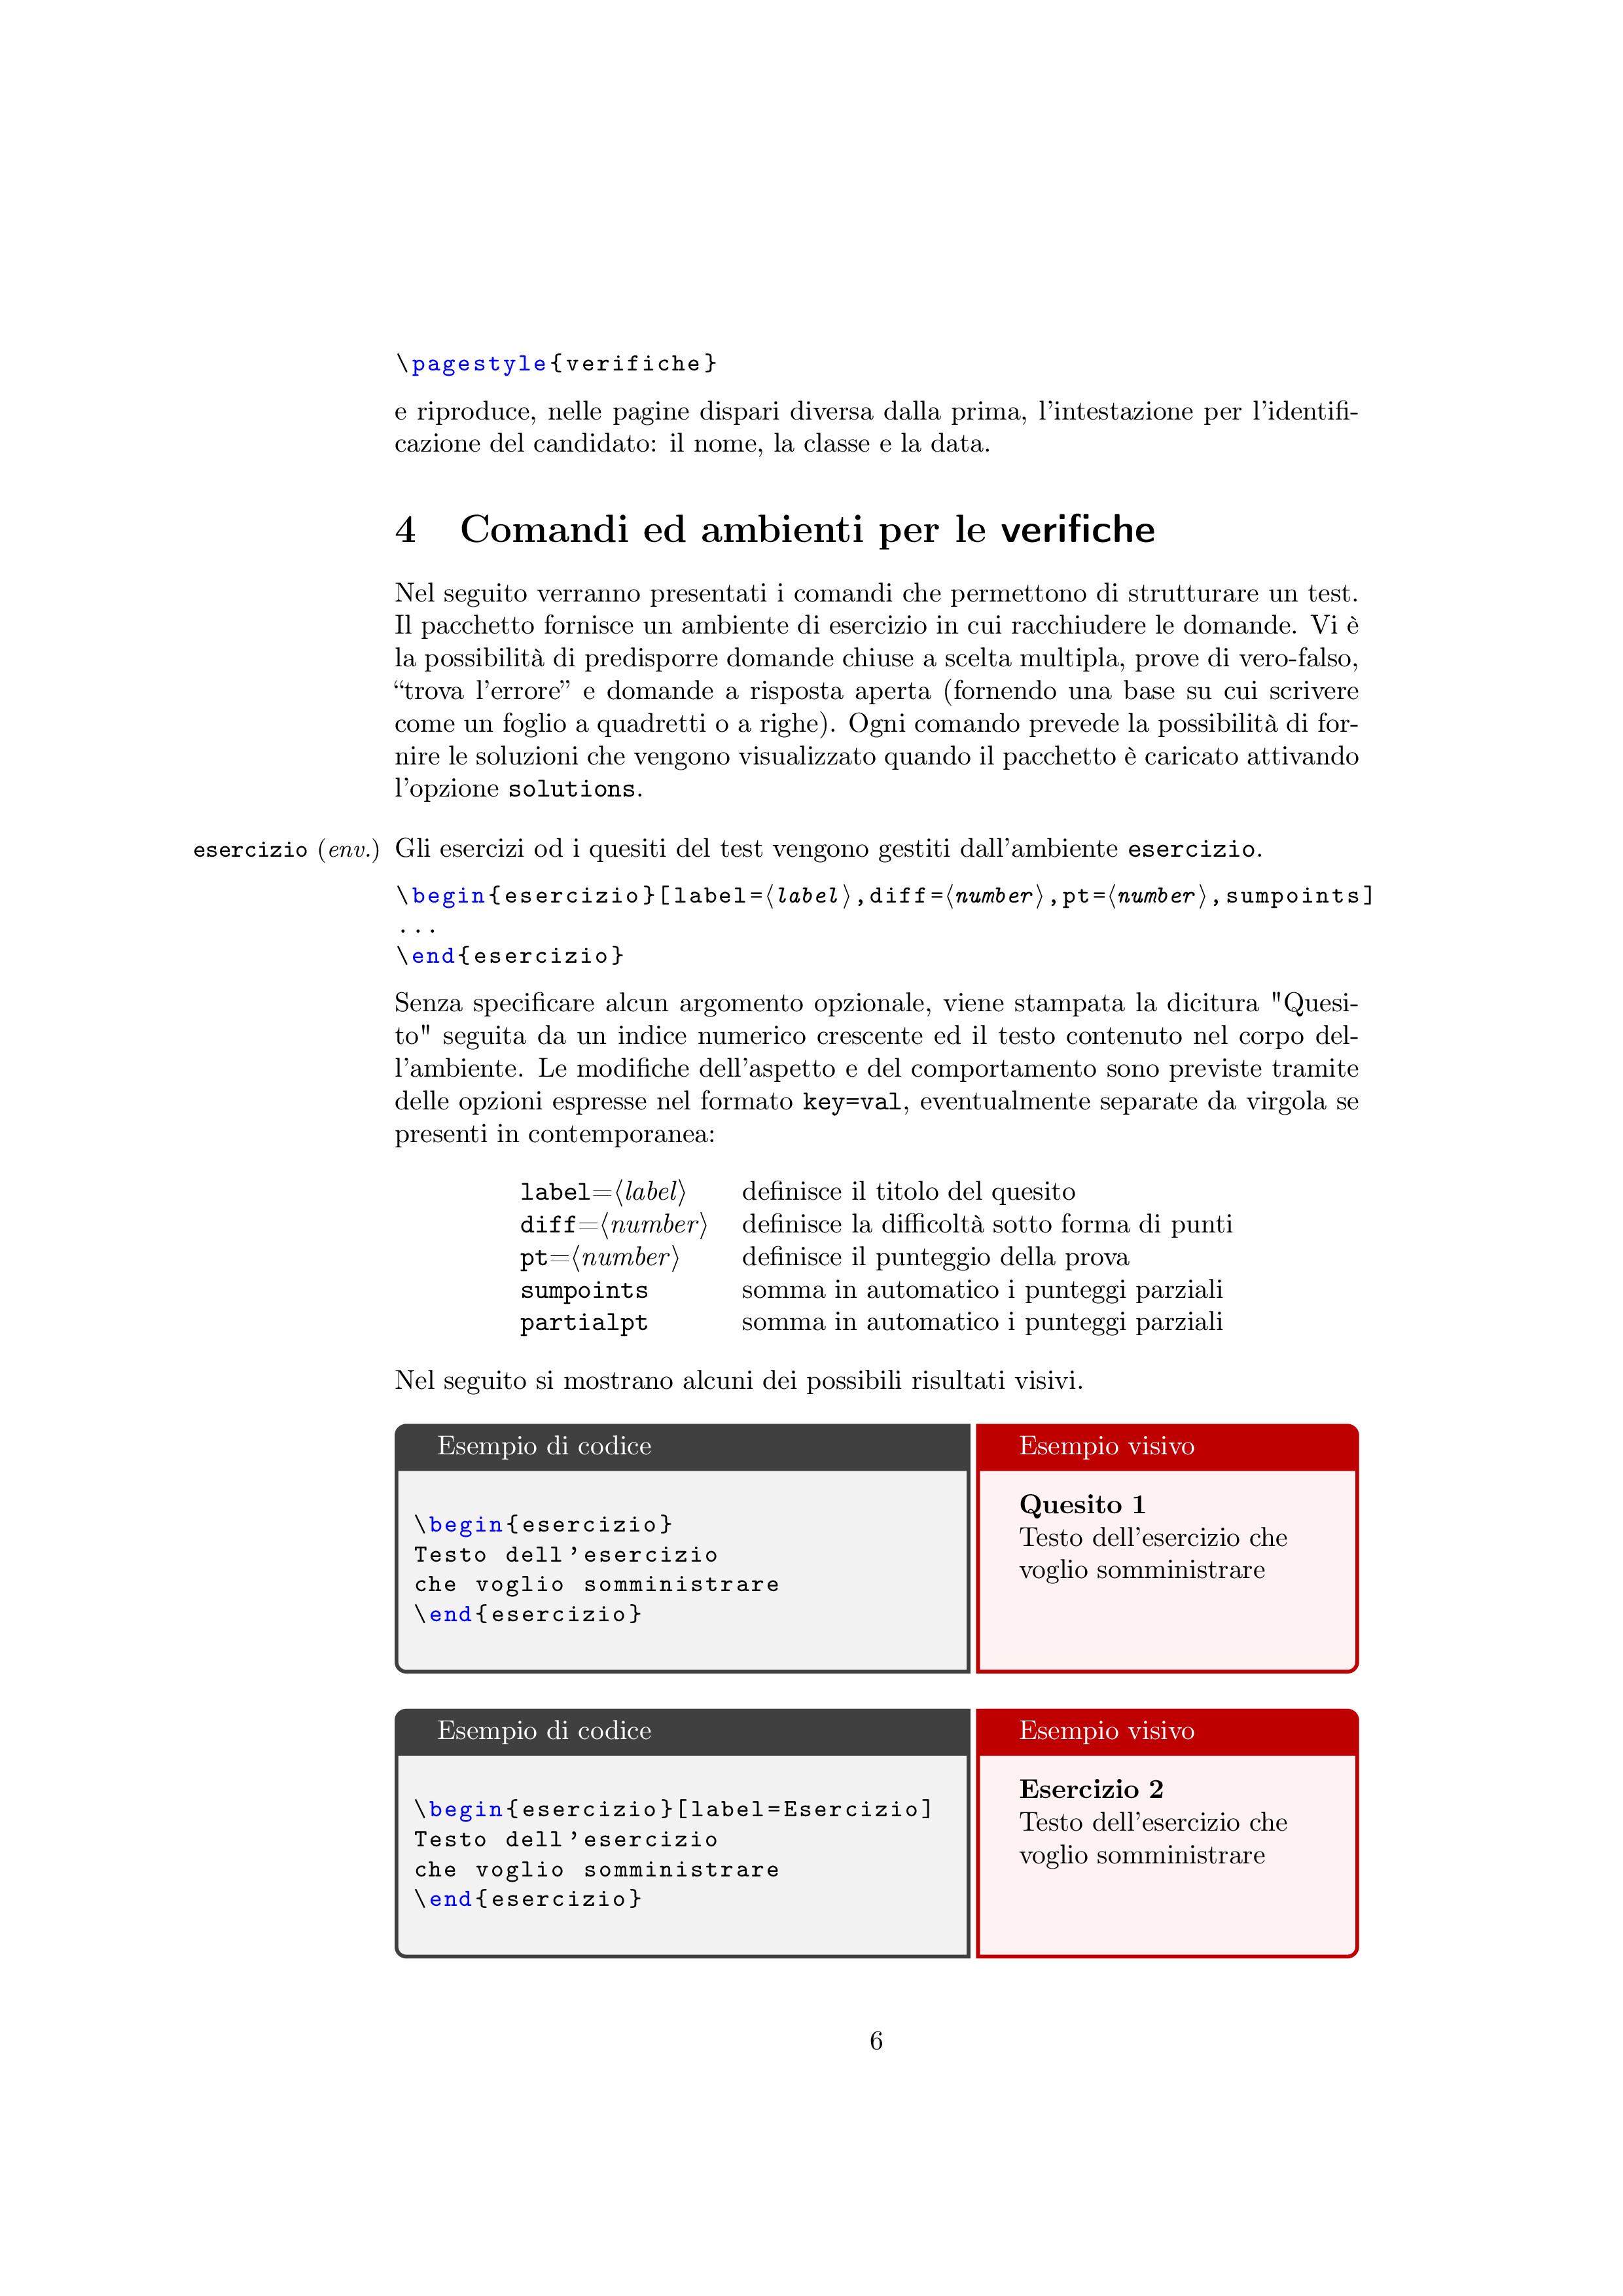 \pagestyle{verifiche}
e riproduce, nelle pagine dispari diversa dalla prima, l'intestazione per l'identifi-
cazione del candidato: il nome, la classe e la data.
4 Comandi ed ambienti per le verifiche
Nel seguito verranno presentati i comandi che permettono di strutturare un test.
Il pacchetto fornisce un ambiente di esercizio in cui racchiudere le domande. Vi è
la possibilità di predisporre domande chiuse a scelta multipla, prove di vero-falso,
“trova l'errore” e domande a risposta aperta (fornendo una base su cui scrivere
come un foglio a quadretti o a righe). Ogni comando prevede la possibilità di for-
nire le soluzioni che vengono visualizzato quando il pacchetto è caricato attivando
l'opzione solutions.
esercizio (env.) Gli esercizi od i quesiti del test vengono gestiti dall'ambiente esercizio.
\begin{esercizio}[label=⟨label⟩,diff=⟨number⟩,pt=⟨number⟩,sumpoints]
...
\end{esercizio}
Senza specificare alcun argomento opzionale, viene stampata la dicitura "Quesi-
to" seguita da un indice numerico crescente ed il testo contenuto nel corpo del-
l'ambiente. Le modifiche dell'aspetto e del comportamento sono previste tramite
delle opzioni espresse nel formato key=val, eventualmente separate da virgola se
presenti in contemporanea:
label=⟨label⟩ definisce il titolo del quesito
diff=⟨number⟩ definisce la difficoltà sotto forma di punti
pt=⟨number⟩ definisce il punteggio della prova
sumpoints somma in automatico i punteggi parziali
partialpt somma in automatico i punteggi parziali
Nel seguito si mostrano alcuni dei possibili risultati visivi.
Esempio di codice
\begin{esercizio}
Testo dell'esercizio
che voglio somministrare
\end{esercizio}
Esempio visivo
Quesito 1
Testo dell'esercizio che
voglio somministrare
Esempio di codice
\begin{esercizio}[label=Esercizio]
Testo dell'esercizio
che voglio somministrare
\end{esercizio}
Esempio visivo
Esercizio 2
Testo dell'esercizio che
voglio somministrare
6